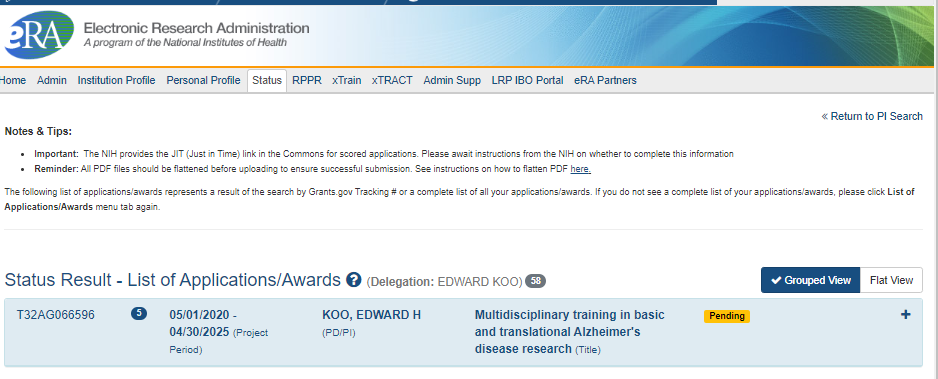 eRA Electronic Research Administration
A program of the National Institutes of Health
Home Admin Institution Profile Personal Profile Status RPPR xTrain xTRACT Admin Supp LRP IBO Portal eRA Partners
« Return to PI Search
Notes & Tips:
• Important: The NIH provides the JIT (Just in Time) link in the Commons for scored applications. Please await instructions from the NIH on whether to complete this information
• Reminder: All PDF files should be flattened before uploading to ensure successful submission. See instructions on how to flatten PDF here.
The following list of applications/awards represents a result of the search by Grants.gov Tracking # or a complete list of all your applications/awards. If you do not see a complete list of your applications/awards, please click List of
Applications/Awards menu tab again.
Status Result - List of Applications/Awards ? (Delegation: EDWARD KOO) 58 ✔ Grouped View Flat View
T32AG066596 5 05/01/2020 - KOO, EDWARD H Multidisciplinary training in basic Pending +
04/30/2025 (Project (PD/PI) and translational Alzheimer's
Period) disease research (Title)